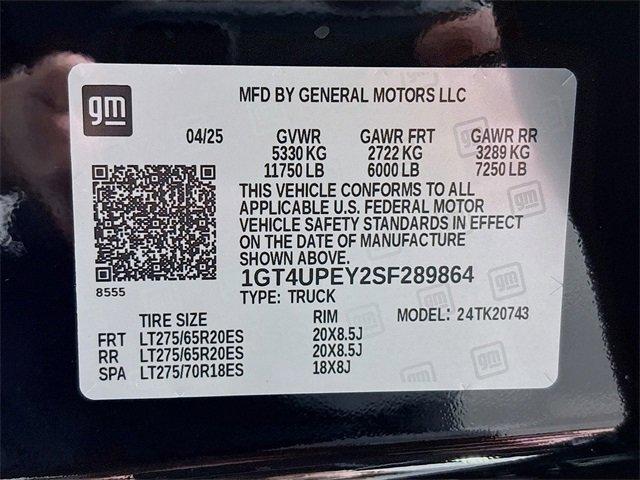 gm
MFD BY GENERAL MOTORS LLC
04/25 GVWR GAWR FRT GAWR RR
5330 KG 2722 KG 3289 KG
11750 LB 6000 LB 7250 LB
THIS VEHICLE CONFORMS TO ALL
APPLICABLE U.S. FEDERAL MOTOR
VEHICLE SAFETY STANDARDS IN EFFECT
ON THE DATE OF MANUFACTURE
SHOWN ABOVE.
8555
1GT4UPEY2SF289864
TYPE: TRUCK
TIRE SIZE RIM MODEL: 24TK20743
FRT LT275/65R20ES 20X8.5J
RR LT275/65R20ES 20X8.5J
SPA LT275/70R18ES 18X8J